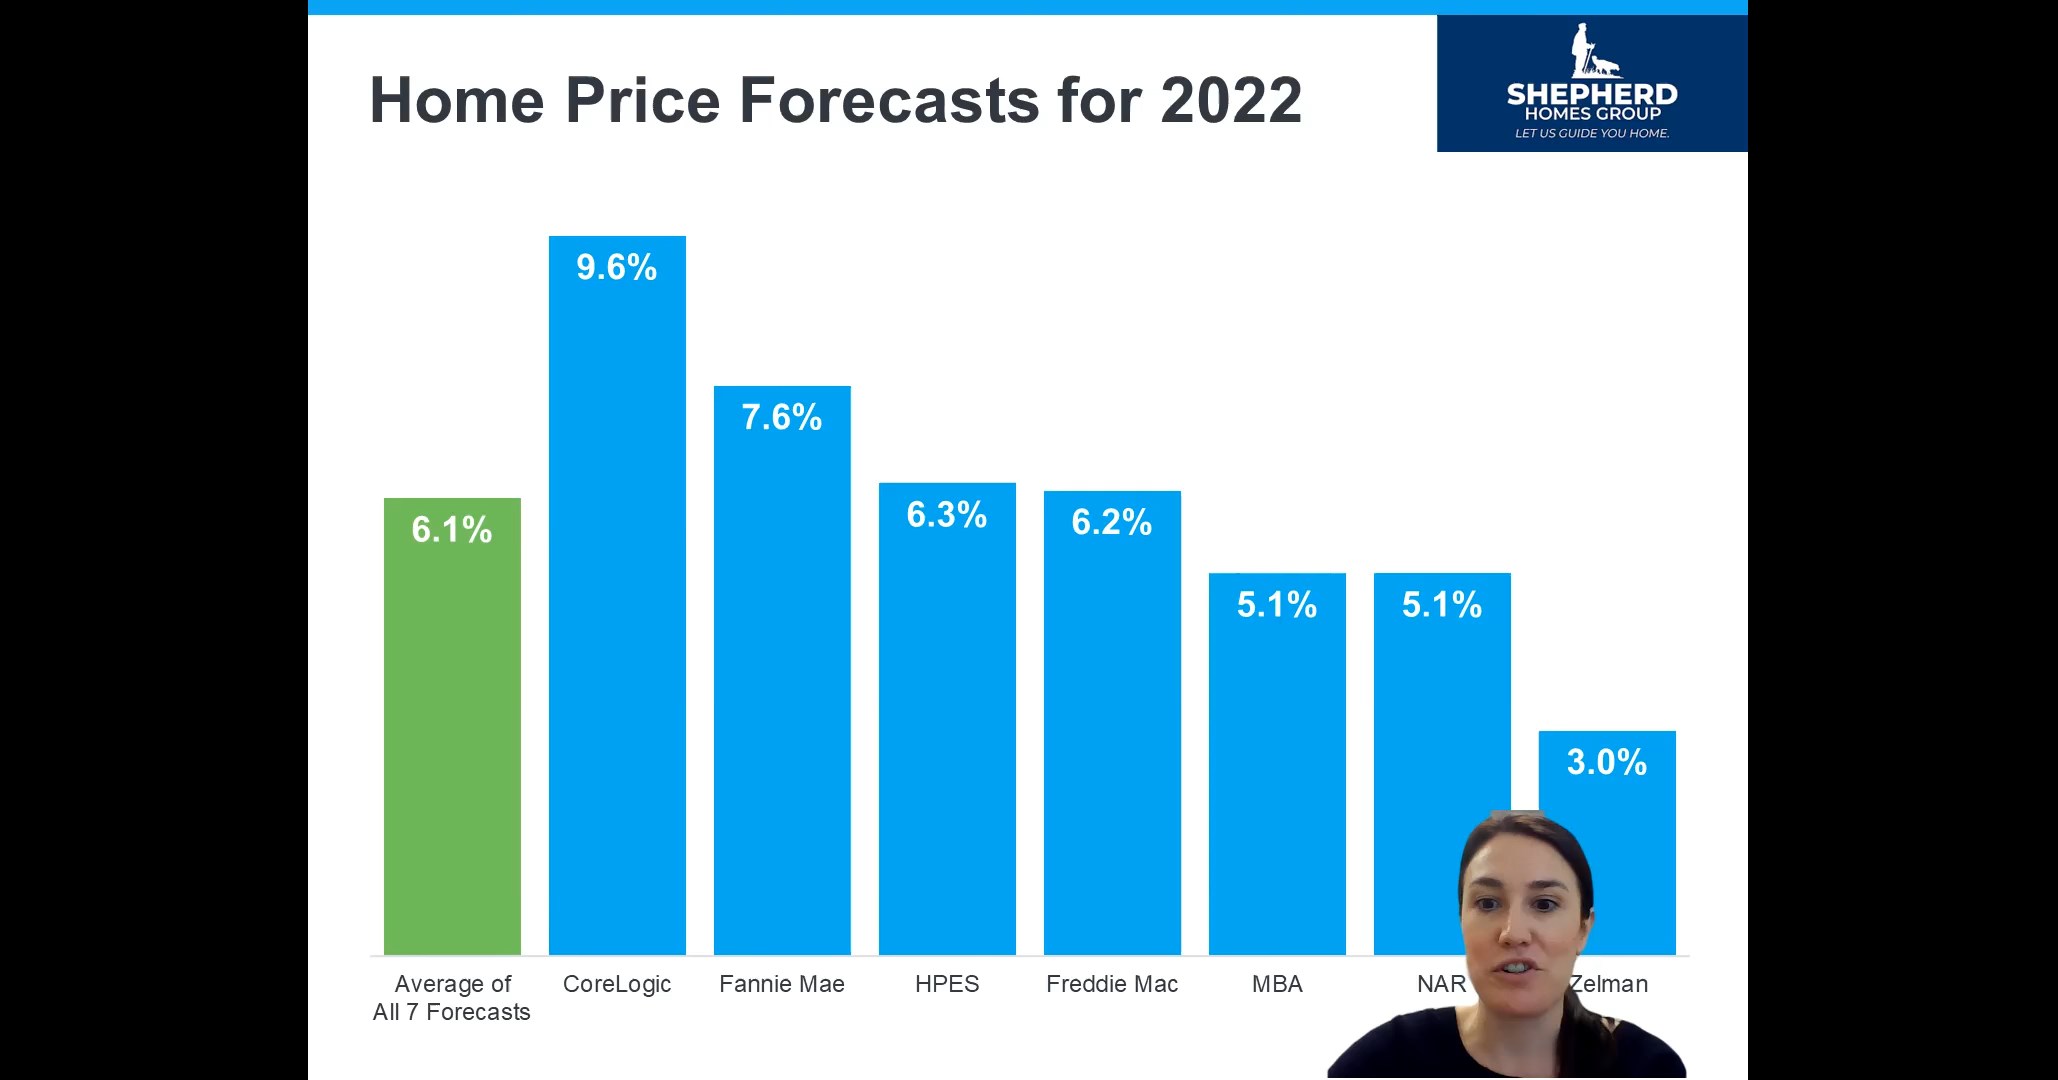 Home Price Forecasts for 2022
SHEPHERD
HOMES GROUP
LET US GUIDE YOU HOME.
9.6%
7.6%
6.1%
6.3%
6.2%
5.1%
5.1%
3.0%
Average of
All 7 Forecasts
CoreLogic
Fannie Mae
HPES
Freddie Mac
MBA
NAR
Zelman